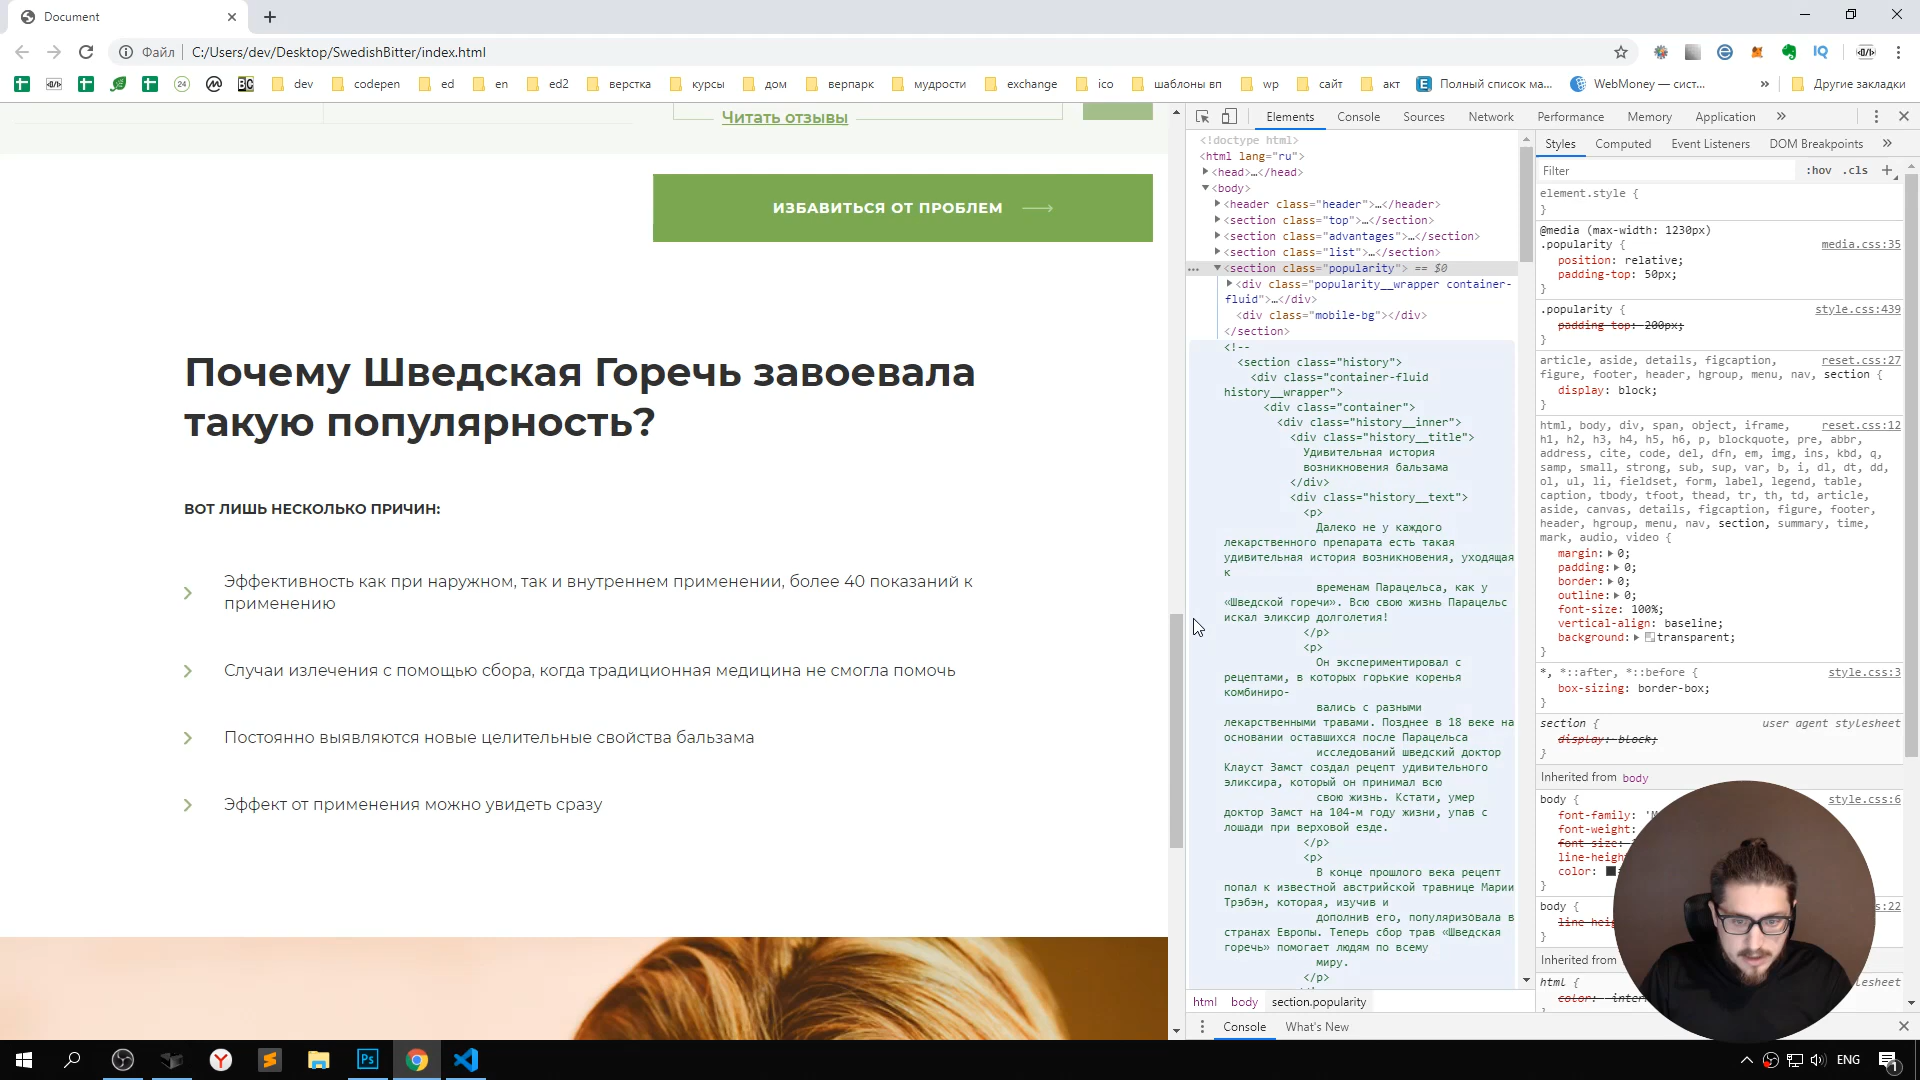 Document
Файл
C:/Users/dev/Desktop/SwedishBitter/index.html
dev
codepen
ed
en
ed2
верстка
курсы
дом
верпарк
мудрости
exchange
ico
шаблоны вп
wp
сайт
акт
Полный список ма...
WebMoney — сист...
»
Другие закладки
Читать отзывы
ИЗБАВИТЬСЯ ОТ ПРОБЛЕМ
Почему Шведская Горечь завоевала
такую популярность?
ВОТ ЛИШЬ НЕСКОЛЬКО ПРИЧИН:
Эффективность как при наружном, так и внутреннем применении, более 40 показаний к
применению
Случаи излечения с помощью сбора, когда традиционная медицина не смогла помочь
Постоянно выявляются новые целительные свойства бальзама
Эффект от применения можно увидеть сразу
Elements Console Sources Network Performance Memory Application »
<!doctype html>
<html lang="ru">
<head>…</head>
<body>
<header class="header">…</header>
<section class="top">…</section>
<section class="advantages">…</section>
<section class="list">…</section>
<section class="popularity"> == $0
<div class="popularity__wrapper container-
fluid">…</div>
<div class="mobile-bg"></div>
</section>
<!--
<section class="history">
<div class="container-fluid
history__wrapper">
<div class="container">
<div class="history__inner">
<div class="history__title">
Удивительная история
возникновения бальзама
</div>
<div class="history__text">
<p>
Далеко не у каждого
лекарственного препарата есть такая
удивительная история возникновения, уходящая
к
временам Парацельса, как у
«Шведской горечи». Всю свою жизнь Парацельс
искал эликсир долголетия!
</p>
<p>
Он экспериментировал с
рецептами, в которых горькие коренья
комбиниро-
вались с разными
лекарственными травами. Позднее в 18 веке на
основании оставшихся после Парацельса
исследований шведский доктор
Клауст Замст создал рецепт удивительного
эликсира, который он принимал всю
свою жизнь. Кстати, умер
доктор Замст на 104-м году жизни, упав с
лошади при верховой езде.
</p>
<p>
В конце прошлого века рецепт
попал к известной австрийской травнице Марии
Трэбэн, которая, изучив и
дополнив его, популяризовала в
странах Европы. Теперь сбор трав «Шведская
горечь» помогает людям по всему
миру.
</p>
html body section.popularity
Console What's New
Styles Computed Event Listeners DOM Breakpoints »
Filter :hov .cls +
element.style {
}
@media (max-width: 1230px)
.popularity { media.css:35
position: relative;
padding-top: 50px;
}
.popularity { style.css:439
padding-top: 200px;
}
article, aside, details, figcaption, reset.css:27
figure, footer, header, hgroup, menu, nav, section {
display: block;
}
html, body, div, span, object, iframe, reset.css:12
h1, h2, h3, h4, h5, h6, p, blockquote, pre, abbr,
address, cite, code, del, dfn, em, img, ins, kbd, q,
samp, small, strong, sub, sup, var, b, i, dl, dt, dd,
ol, ul, li, fieldset, form, label, legend, table,
caption, tbody, tfoot, thead, tr, th, td, article,
aside, canvas, details, figcaption, figure, footer,
header, hgroup, menu, nav, section, summary, time,
mark, audio, video {
margin: 0;
padding: 0;
border: 0;
outline: 0;
font-size: 100%;
vertical-align: baseline;
background: transparent;
}
*, *::after, *::before { style.css:3
box-sizing: border-box;
}
section { user agent stylesheet
display: block;
}
Inherited from body
body { style.css:6
font-family:
font-weight:
font-size:
line-height
color:
}
body {
}
Inherited from
html {
color:
ENG